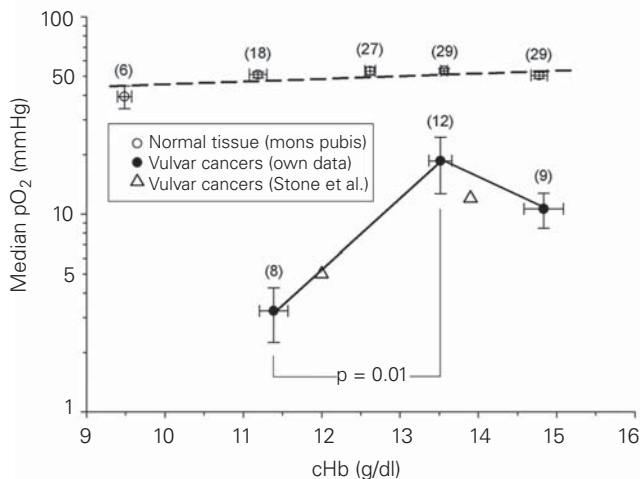 100
(6)
(18)
(27)
(29)
(29)
50
Normal tissue (mons pubis)
Vulvar cancers (own data)
Vulvar cancers (Stone et al.)
(12)
(9)
10
(8)
5
p = 0.01
1
Median pO₂ (mmHg)
9 10 11 12 13 14 15 16
cHb (g/dl)